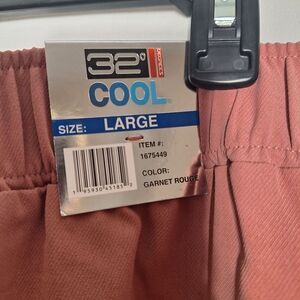 32°
COOL
SIZE: LARGE
ITEM #:
1675449
COLOR:
GARNET ROUGE